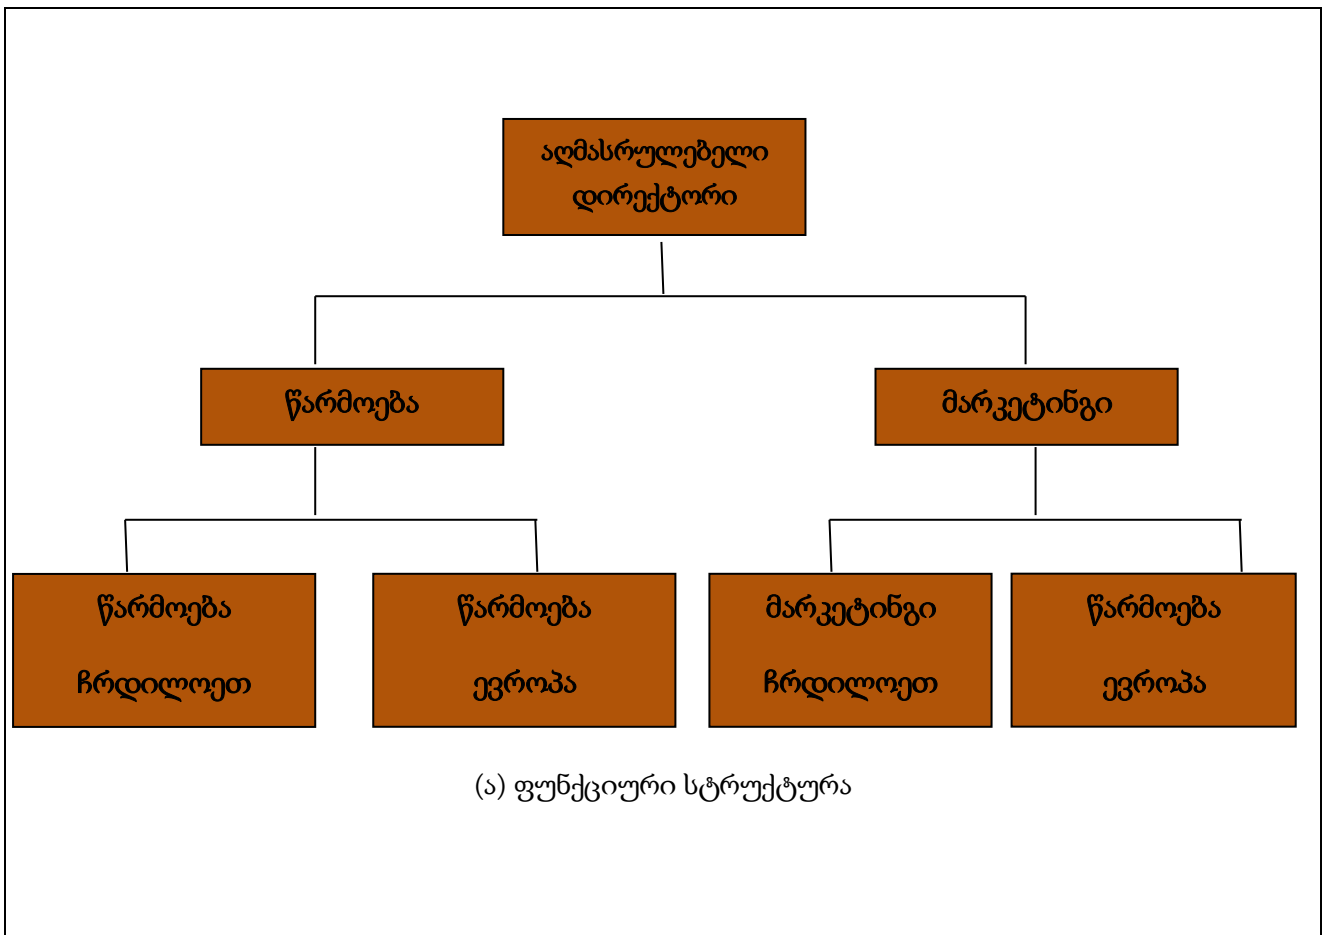 აღმასრულებელი
დირექტორი
წარმოება
მარკეტინგი
წარმოება
ჩრდილოეთ
წარმოება
ევროპა
მარკეტინგი
ჩრდილოეთ
წარმოება
ევროპა
(ა) ფუნქციური სტრუქტურა